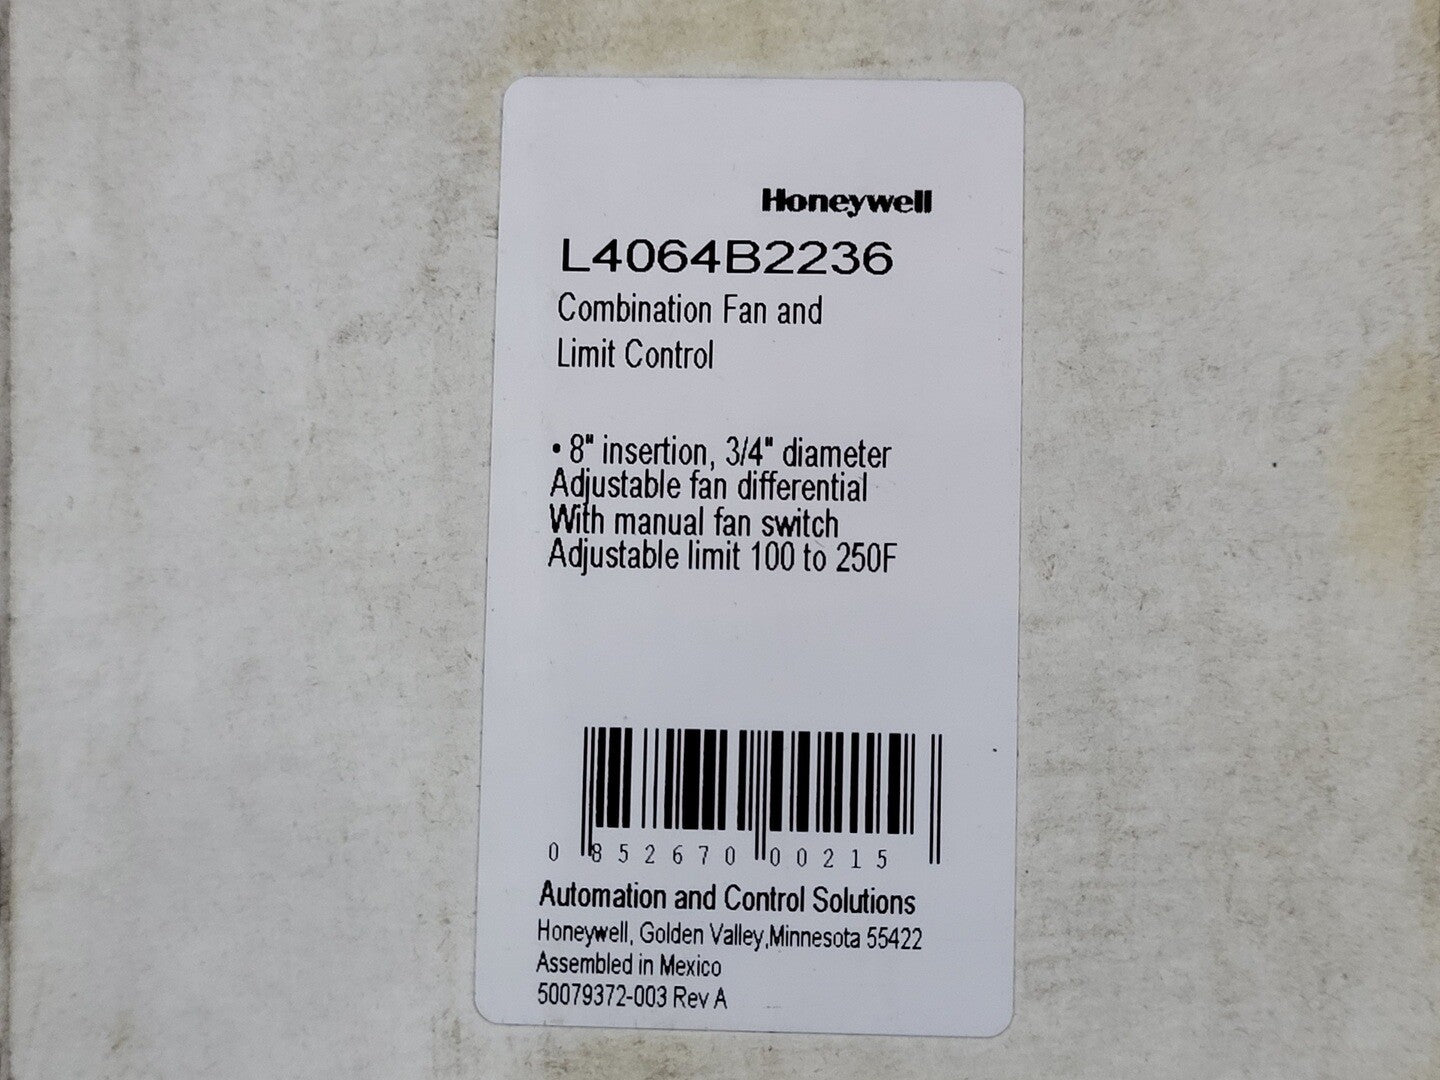 Honeywell
L4064B2236
Combination Fan and
Limit Control
• 8" insertion, 3/4" diameter
Adjustable fan differential
With manual fan switch
Adjustable limit 100 to 250F
0 852670 00215
Automation and Control Solutions
Honeywell, Golden Valley,Minnesota 55422
Assembled in Mexico
50079372-003 Rev A